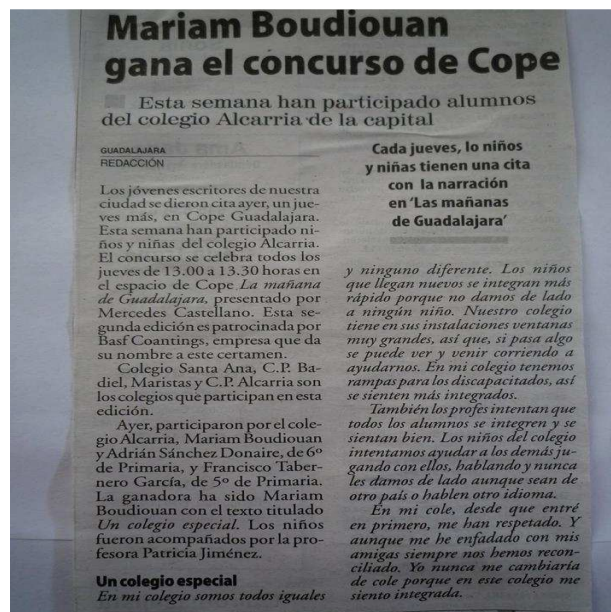 Mariam Boudiouan
gana el concurso de Cope
Esta semana han participado alumnos
del colegio Alcarria de la capital
GUADALAJARA
REDACCIÓN
Los jóvenes escritores de nuestra
ciudad se dieron cita ayer, un jue-
ves más, en Cope Guadalajara.
Esta semana han participado ni-
ños y niñas del colegio Alcarria.
El concurso se celebra todos los
jueves de 13.00 a 13.30 horas en
el espacio de Cope La mañana
de Guadalajara, presentado por
Mercedes Castellano. Esta se-
gunda edición es patrocinada por
Basf Coantings, empresa que da
su nombre a este certamen.
Colegio Santa Ana, C.P. Ba-
diel, Maristas y C.P. Alcarria son
los colegios que participan en esta
edición.
Ayer, participaron por el cole-
gio Alcarria, Mariam Boudiouan
y Adrián Sánchez Donaire, de 6º
de Primaria, y Francisco Taber-
nero García, de 5º de Primaria.
La ganadora ha sido Mariam
Boudiouan con el texto titulado
Un colegio especial. Los niños
fueron acompañados por la pro-
fesora Patricia Jiménez.
Un colegio especial
En mi colegio somos todos iguales
Cada jueves, lo niños
y niñas tienen una cita
con la narración
en 'Las mañanas
de Guadalajara'
y ninguno diferente. Los niños
que llegan nuevos se integran más
rápido porque no damos de lado
a ningún niño. Nuestro colegio
tiene en sus instalaciones ventanas
muy grandes, así que, si pasa algo
se puede ver y venir corriendo a
ayudarnos. En mi colegio tenemos
rampas para los discapacitados, así
se sienten más integrados.
También los profes intentan que
todos los alumnos se integren y se
sientan bien. Los niños del colegio
intentamos ayudar a los demás ju-
gando con ellos, hablando y nunca
les damos de lado aunque sean de
otro país o hablen otro idioma.
En mi cole, desde que entré
en primero, me han respetado. Y
aunque me he enfadado con mis
amigas siempre nos hemos recon-
ciliado. Yo nunca me cambiaría
de cole porque en este colegio me
siento integrada.